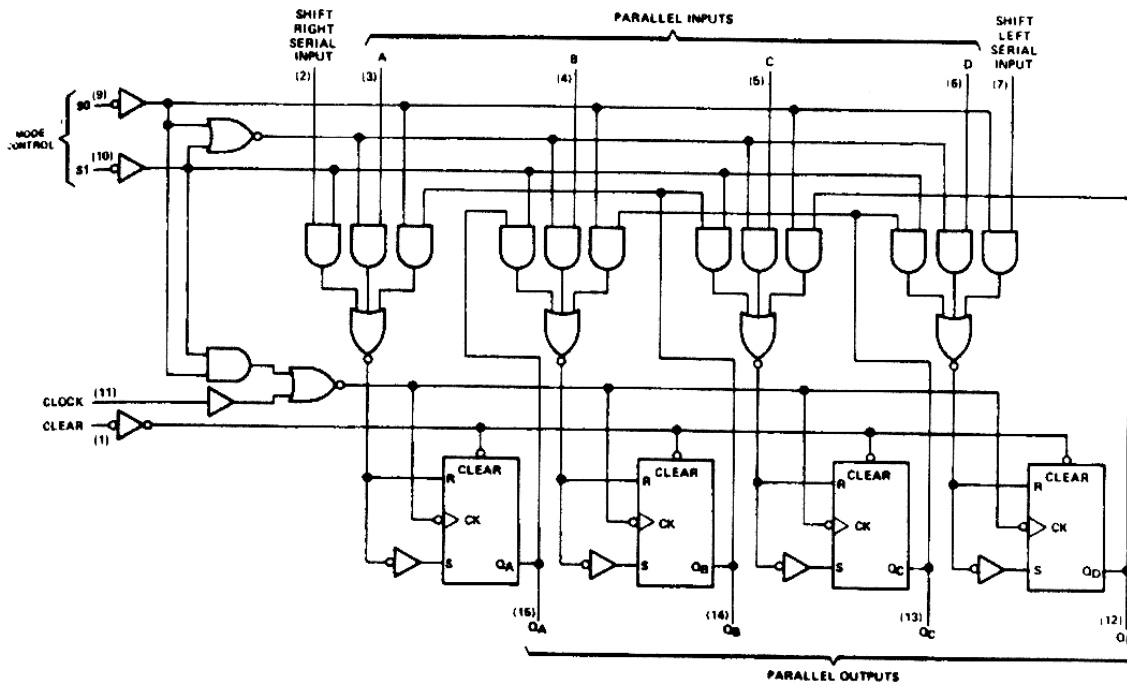 SHIFT RIGHT SERIAL INPUT
PARALLEL INPUTS
SHIFT LEFT SERIAL INPUT
A
B
C
D
(2)
(3)
(4)
(5)
(6)
(7)
S0
(9)
MODE CONTROL
S1
(10)
CLOCK
(11)
CLEAR
(1)
CLEAR
R
CK
S
QA
CLEAR
R
CK
S
QB
CLEAR
R
CK
S
QC
CLEAR
R
CK
S
QD
(15)
QA
(14)
QB
(13)
QC
(12)
PARALLEL OUTPUTS